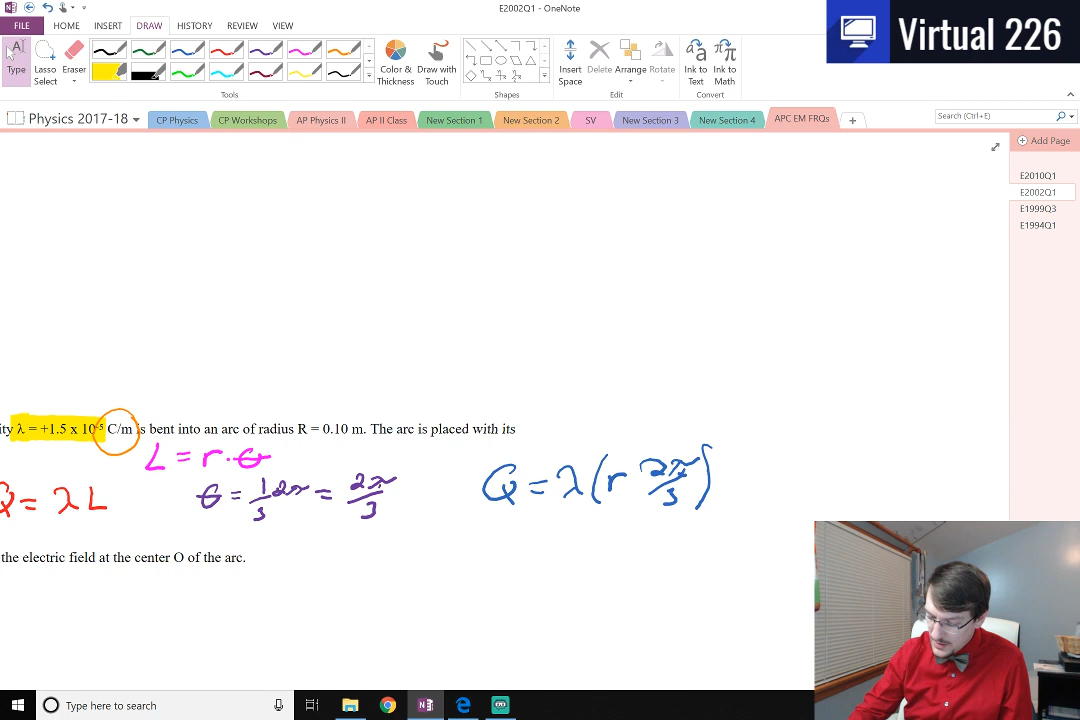 E2002Q1 - OneNote
Virtual 226
FILE HOME INSERT DRAW HISTORY REVIEW VIEW
Type
Lasso Select
Eraser
Color & Thickness
Draw with Touch
Insert Space
Delete
Arrange
Rotate
Ink to Text
Ink to Math
Tools
Shapes
Edit
Convert
Physics 2017-18
CP Physics
CP Workshops
AP Physics II
AP II Class
New Section 1
New Section 2
SV
New Section 3
New Section 4
APC EM FRQs
Search (Ctrl+E)
Add Page
E2010Q1
E2002Q1
E1999Q3
E1994Q1
ity λ = +1.5 x 10⁻⁵ C/m is bent into an arc of radius R = 0.10 m. The arc is placed with its
L = r · θ
Q = λL
θ = 1/3 2π = 2π/3
Q = λ(r 2π/3)
the electric field at the center O of the arc.
Type here to search